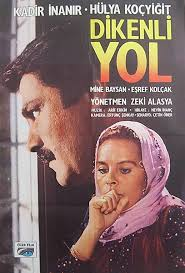 KADİR İNANIR - HÜLYA KOÇYİĞİT
DİKENLİ
YOL
MİNE BAYSAN - EŞREF KOLÇAK
YÖNETMEN ZEKİ ALASYA